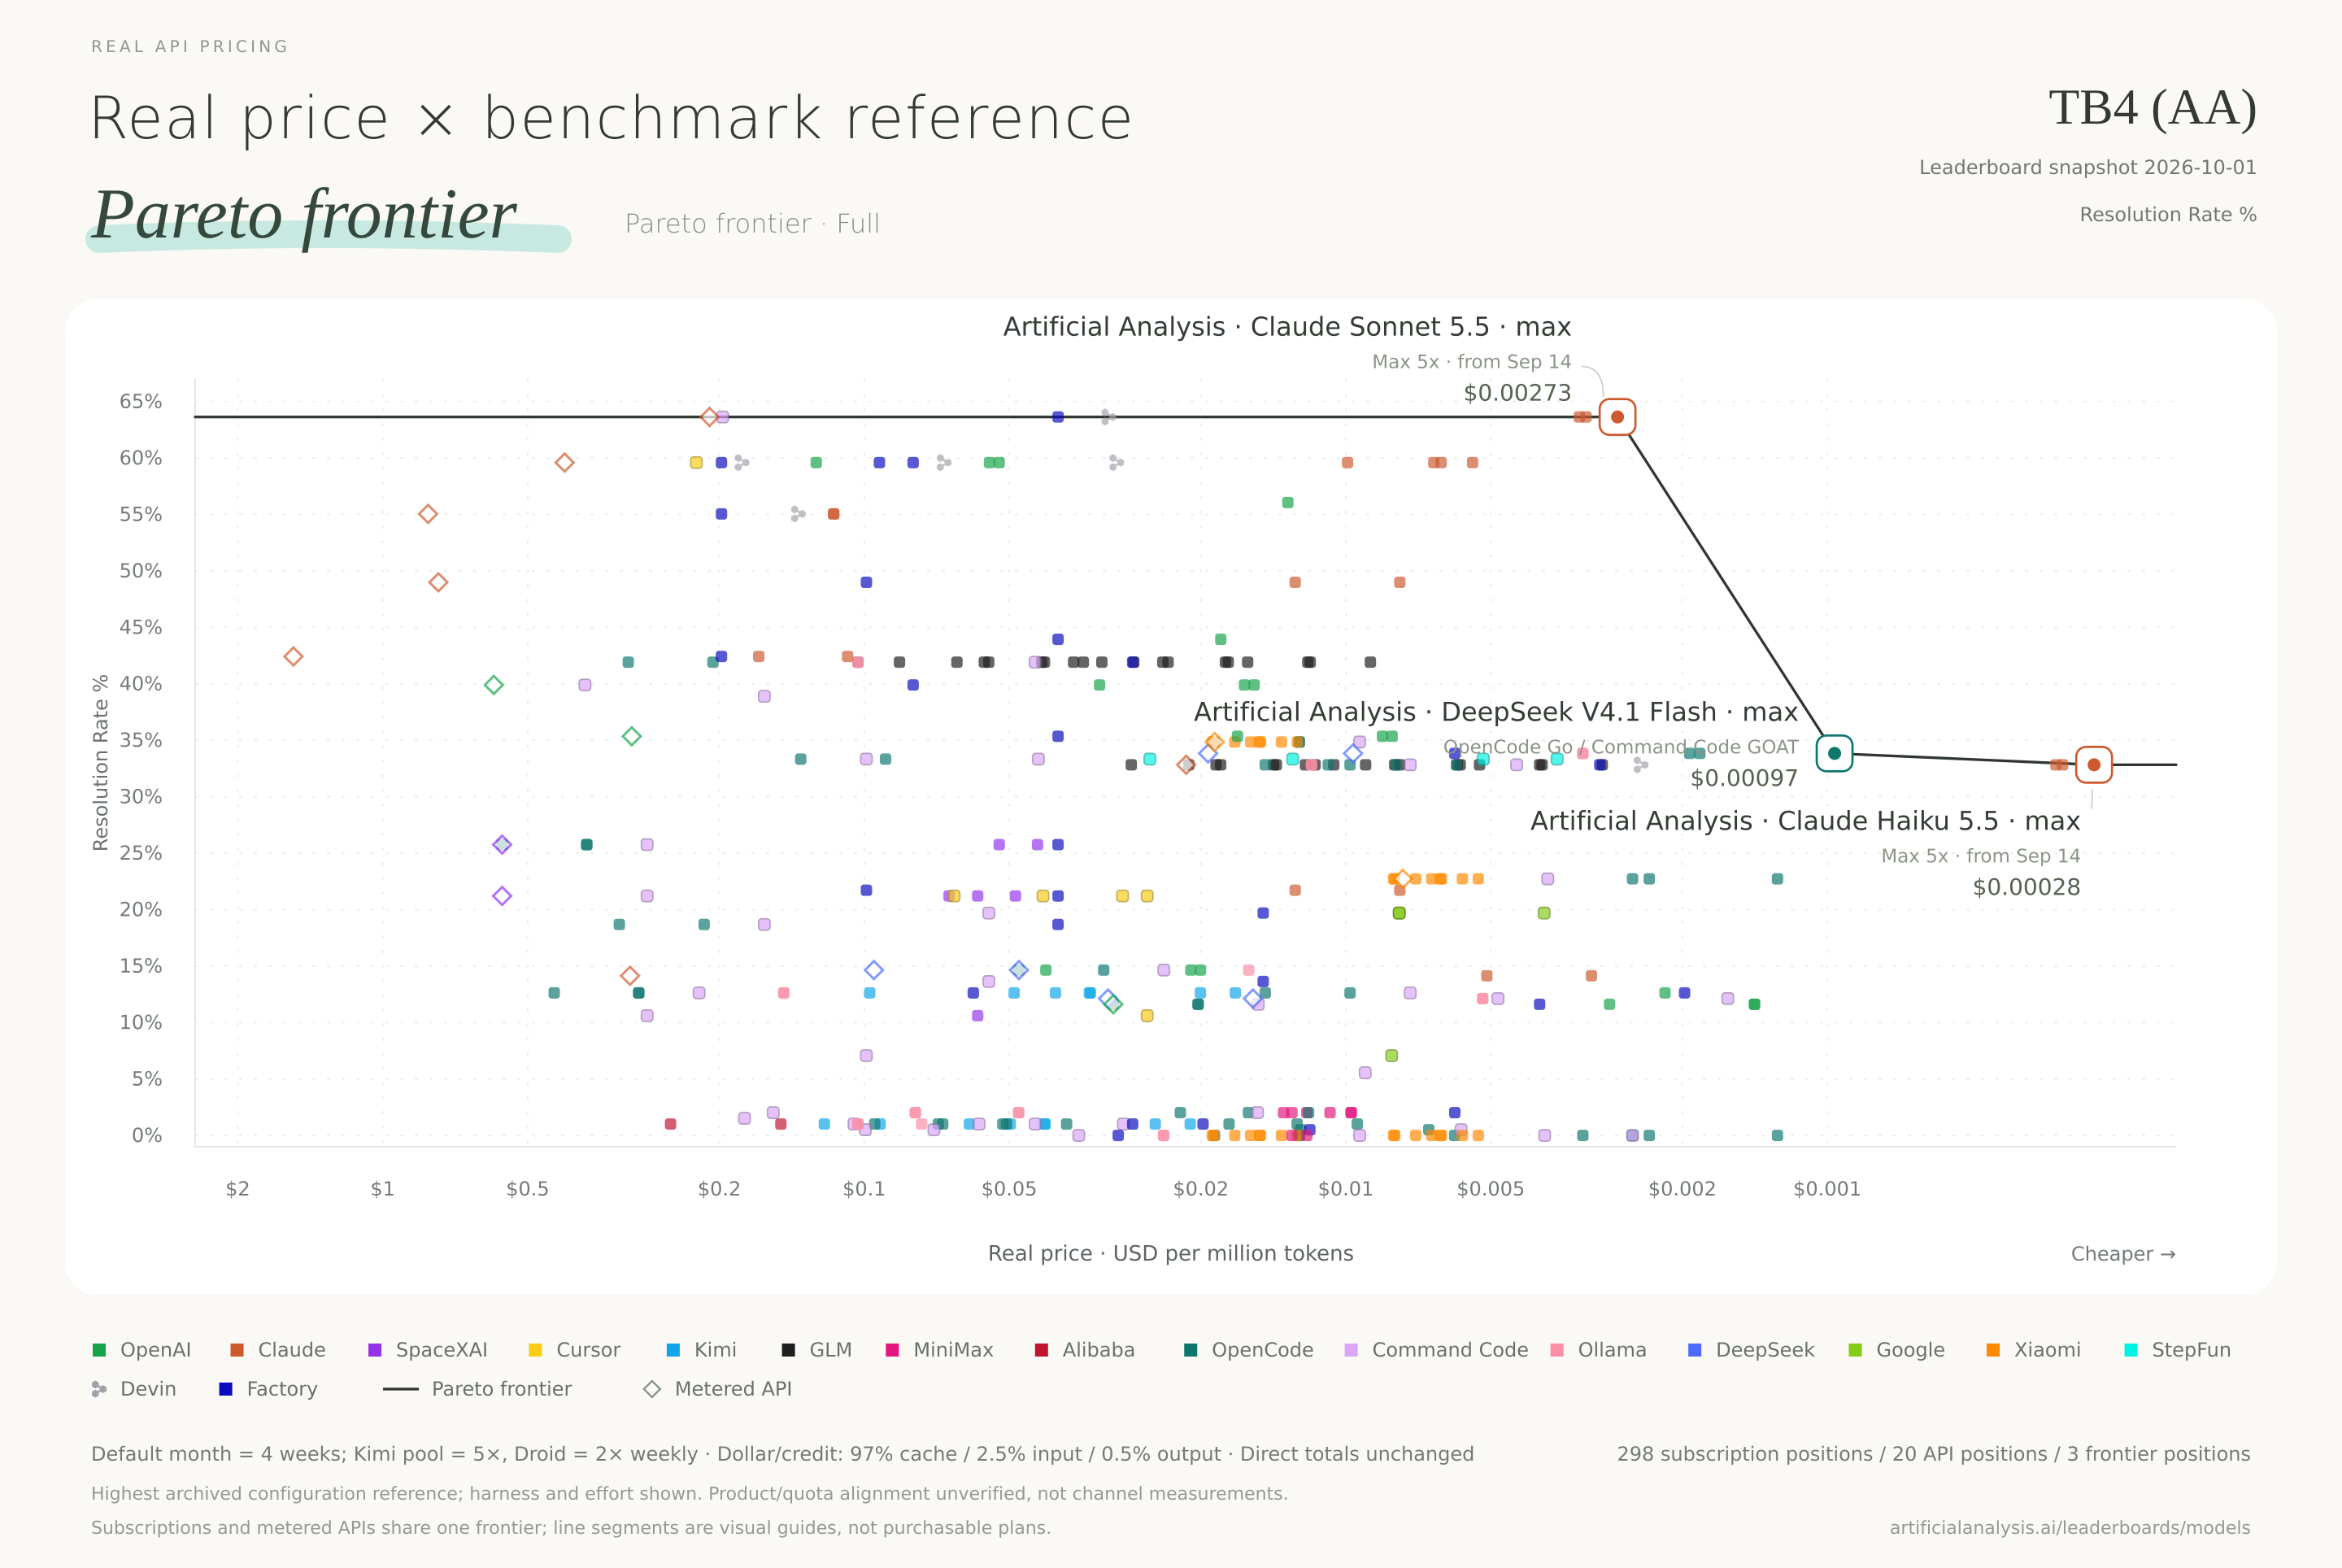 REAL API PRICING
Real price × benchmark reference
TB4 (AA)
Leaderboard snapshot 2026-10-01
Pareto frontier
Pareto frontier · Full
Resolution Rate %
Artificial Analysis · Claude Sonnet 5.5 · max
Max 5x · from Sep 14
$0.00273
65%
60%
55%
50%
45%
40%
35%
30%
25%
20%
15%
10%
5%
0%
Resolution Rate %
Artificial Analysis · DeepSeek V4.1 Flash · max
OpenCode Go / Command Code GOAT
$0.00097
Artificial Analysis · Claude Haiku 5.5 · max
Max 5x · from Sep 14
$0.00028
$2 $1 $0.5 $0.2 $0.1 $0.05 $0.02 $0.01 $0.005 $0.002 $0.001
Real price · USD per million tokens
Cheaper →
OpenAI Claude SpaceXAI Cursor Kimi GLM MiniMax Alibaba OpenCode Command Code Ollama DeepSeek Google Xiaomi StepFun
Devin Factory Pareto frontier Metered API
Default month = 4 weeks; Kimi pool = 5×, Droid = 2× weekly · Dollar/credit: 97% cache / 2.5% input / 0.5% output · Direct totals unchanged
298 subscription positions / 20 API positions / 3 frontier positions
Highest archived configuration reference; harness and effort shown. Product/quota alignment unverified, not channel measurements.
Subscriptions and metered APIs share one frontier; line segments are visual guides, not purchasable plans.
artificialanalysis.ai/leaderboards/models